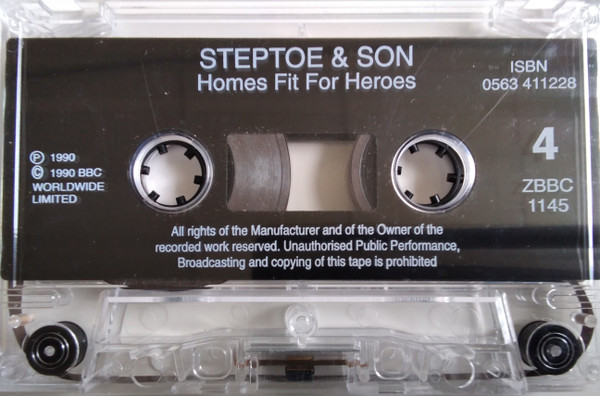 STEPTOE & SON
Homes Fit For Heroes
ISBN
0563 411228
4
ZBBC
1145
Ⓟ 1990
© 1990 BBC
WORLDWIDE
LIMITED
All rights of the Manufacturer and of the Owner of the
recorded work reserved. Unauthorised Public Performance,
Broadcasting and copying of this tape is prohibited